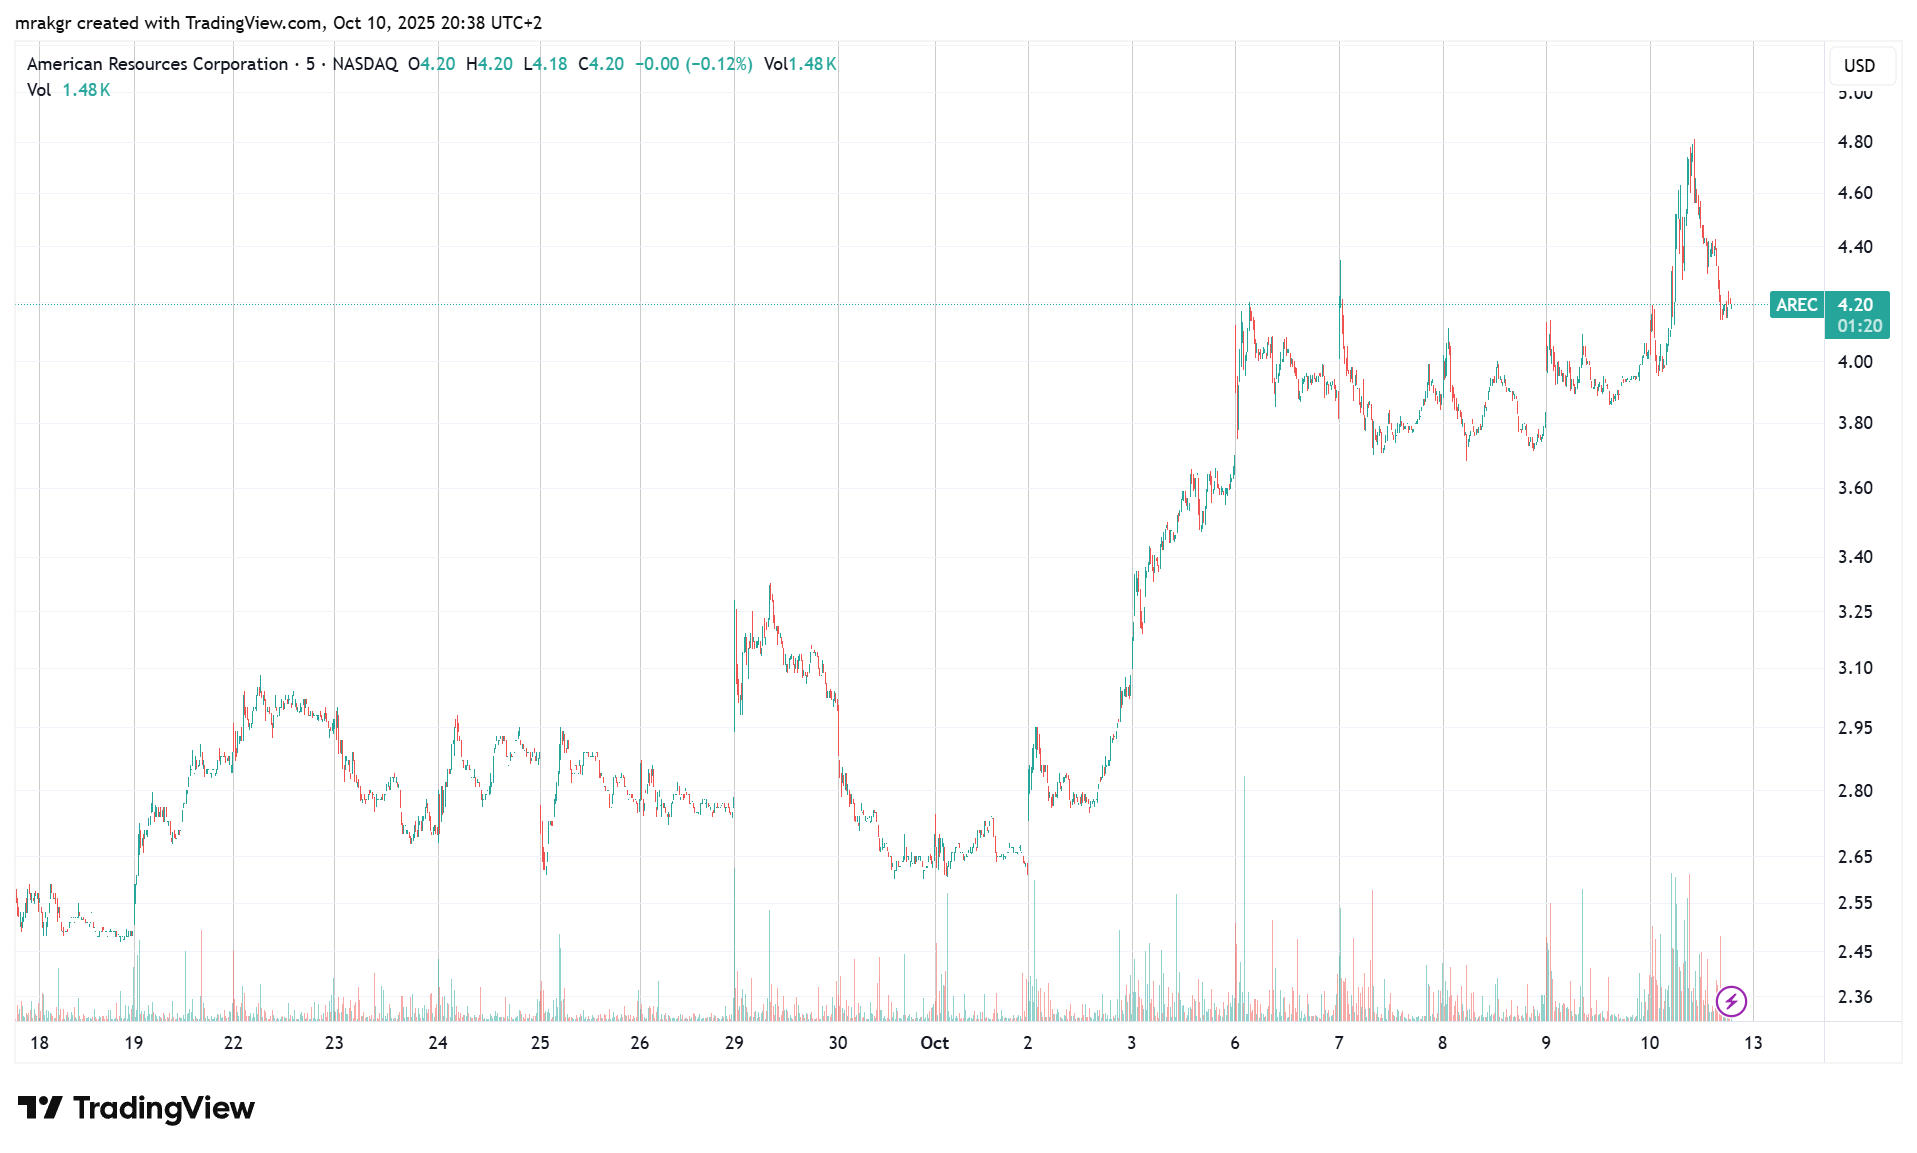 mrakgr created with TradingView.com, Oct 10, 2025 20:38 UTC+2
American Resources Corporation · 5 · NASDAQ O4.20 H4.20 L4.18 C4.20 −0.00 (−0.12%) Vol1.48 K
Vol 1.48 K
USD
5.00
4.80
4.60
4.40
AREC 4.20
01:20
4.00
3.80
3.60
3.40
3.25
3.10
2.95
2.80
2.65
2.55
2.45
2.36
18 19 22 23 24 25 26 29 30 Oct 2 3 6 7 8 9 10 13
TradingView